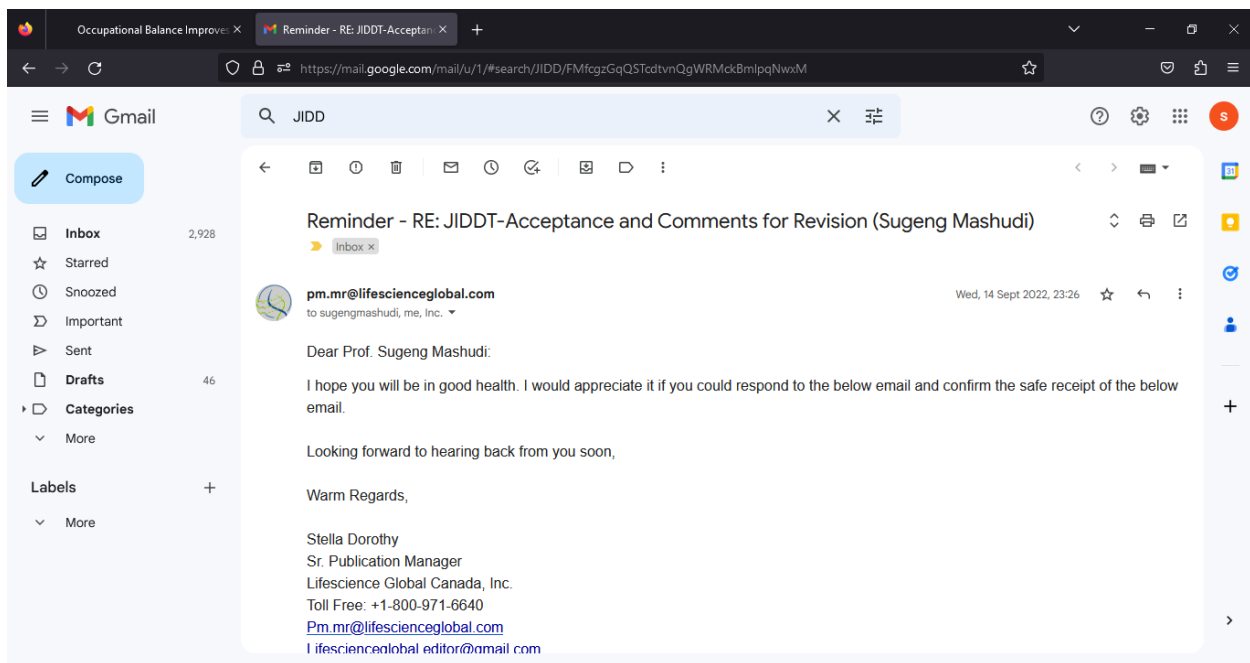 Occupational Balance Improves
Reminder - RE: JIDDT-Acceptanc
https://mail.google.com/mail/u/1/#search/JIDD/FMfcgzGqQSTcdtvnQgWRMckBmlpqNwxM
Gmail
JIDD
S
Compose
31
Inbox 2,928
Starred
Snoozed
Important
Sent
Drafts 46
Categories
More
Labels
More
Reminder - RE: JIDDT-Acceptance and Comments for Revision (Sugeng Mashudi)
Inbox ×
pm.mr@lifescienceglobal.com
Wed, 14 Sept 2022, 23:26
to sugengmashudi, me, Inc.
Dear Prof. Sugeng Mashudi:
I hope you will be in good health. I would appreciate it if you could respond to the below email and confirm the safe receipt of the below
email.
Looking forward to hearing back from you soon,
Warm Regards,
Stella Dorothy
Sr. Publication Manager
Lifescience Global Canada, Inc.
Toll Free: +1-800-971-6640
Pm.mr@lifescienceglobal.com
Lifescienceglobal.editor@gmail.com